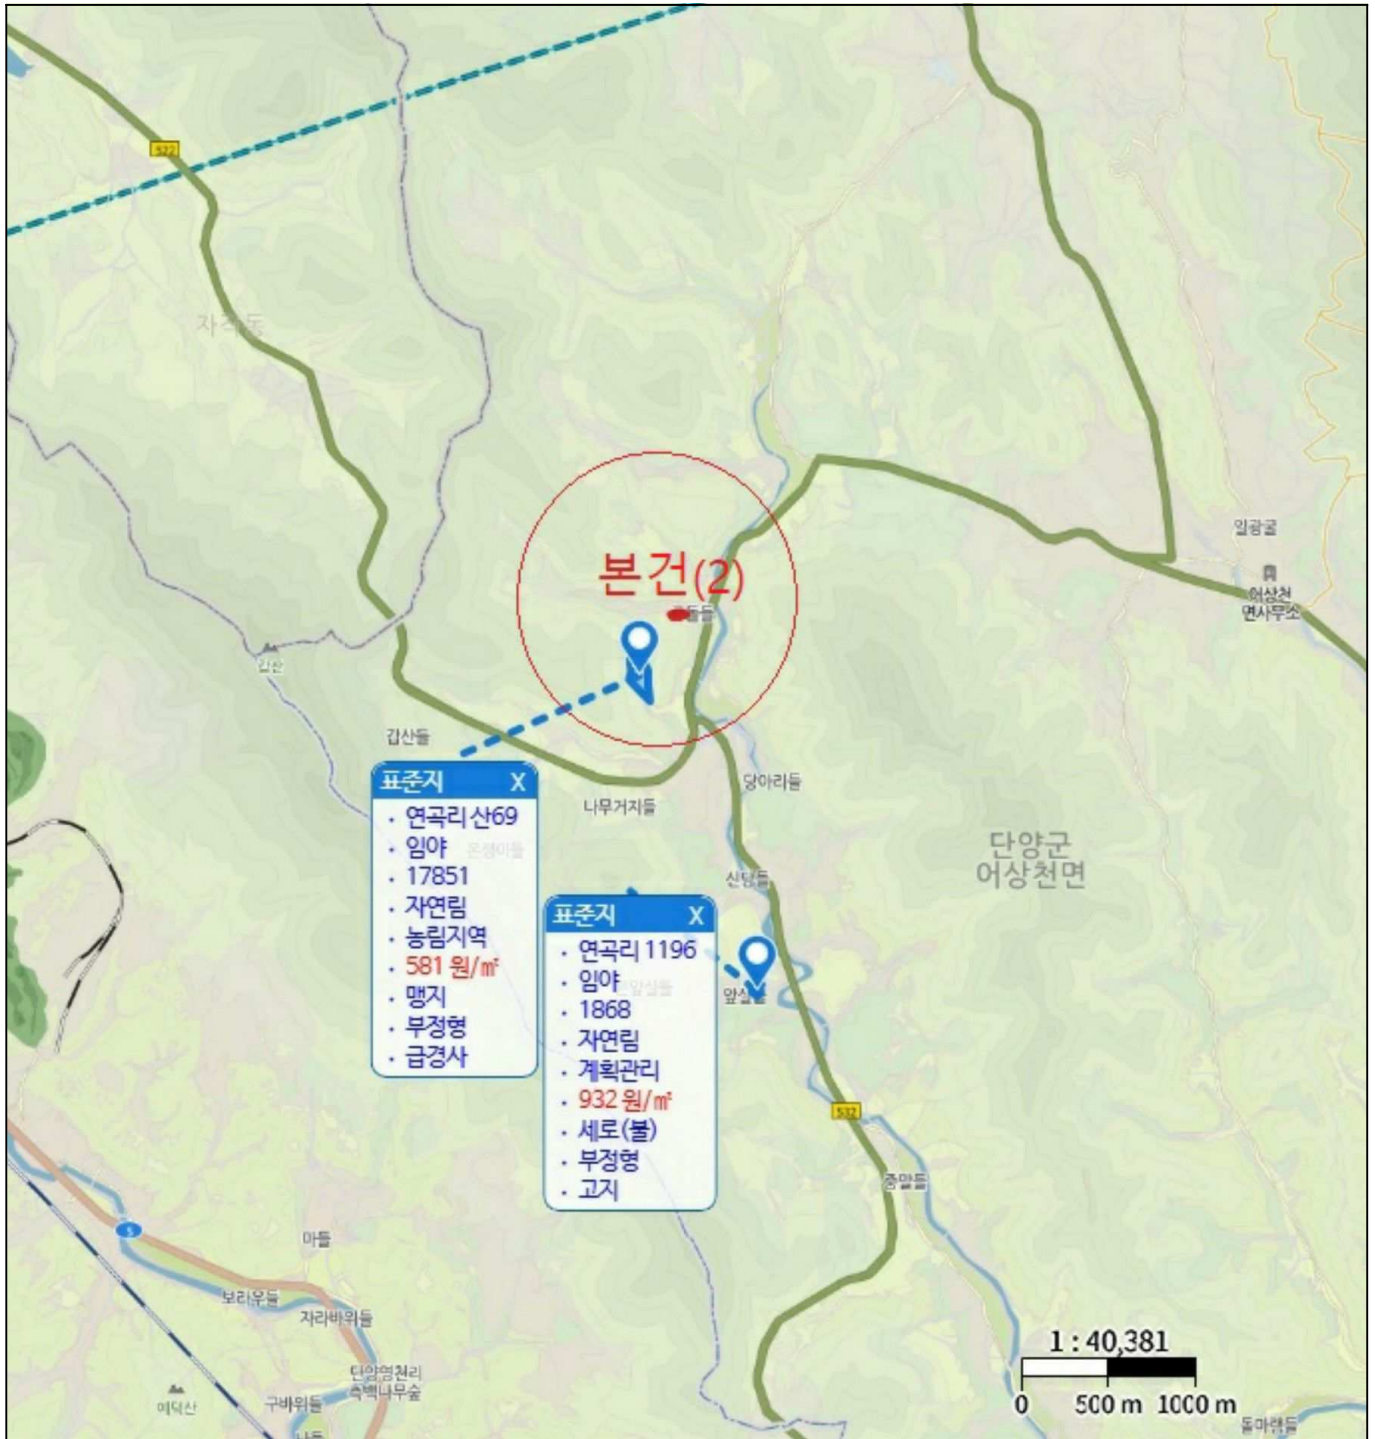 522
자작동
일광굴
본건(2)
어상천
면사무소
갑산
갑산들
당아리들
나무거지들
표준지 X
· 연곡리 산69
· 임야
· 17851
· 자연림
· 농림지역
· 581 원/㎡
· 맹지
· 부정형
· 급경사
단양군
어상천면
신당들
표준지 X
· 연곡리 1196
· 임야
· 1868
· 자연림
· 계획관리
· 932 원/㎡
· 세로(불)
· 부정형
· 고지
532
중말들
5
마들
보라우들
자라바위들
단양영천리
측백나무숲
구바위들
예덕산
1 : 40,381
0 500 m 1000 m